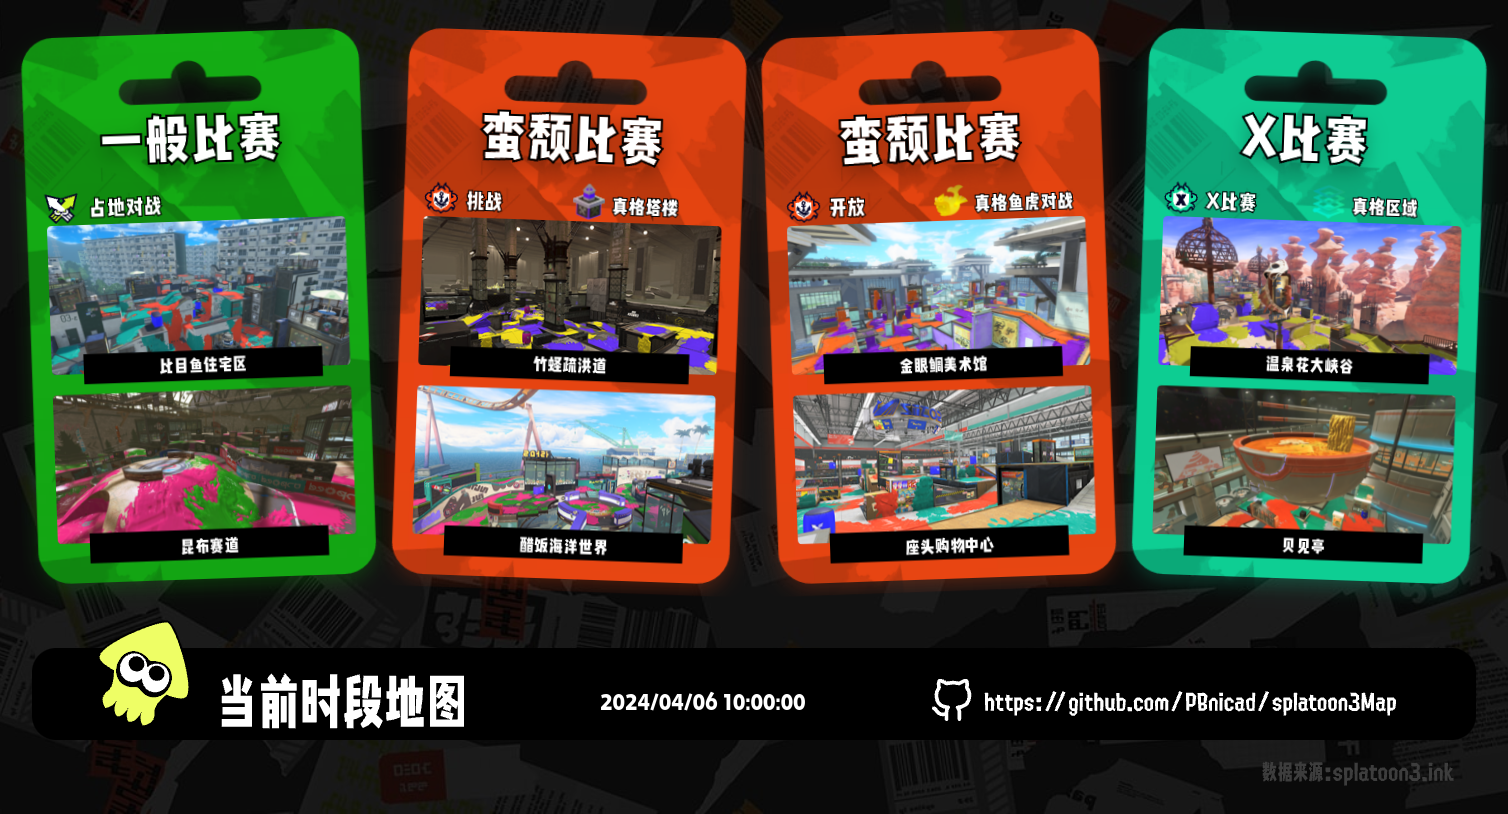 一般比赛
占地对战
比目鱼住宅区
昆布赛道
蛮颓比赛
挑战
真格塔楼
竹蛏疏洪道
醋饭海洋世界
蛮颓比赛
开放
真格鱼虎对战
金眼鲷美术馆
座头购物中心
X比赛
X比赛
真格区域
温泉花大峡谷
贝见亭
当前时段地图
2024/04/06 10:00:00
https://github.com/PBnicad/splatoon3Map
数据来源:splatoon3.ink